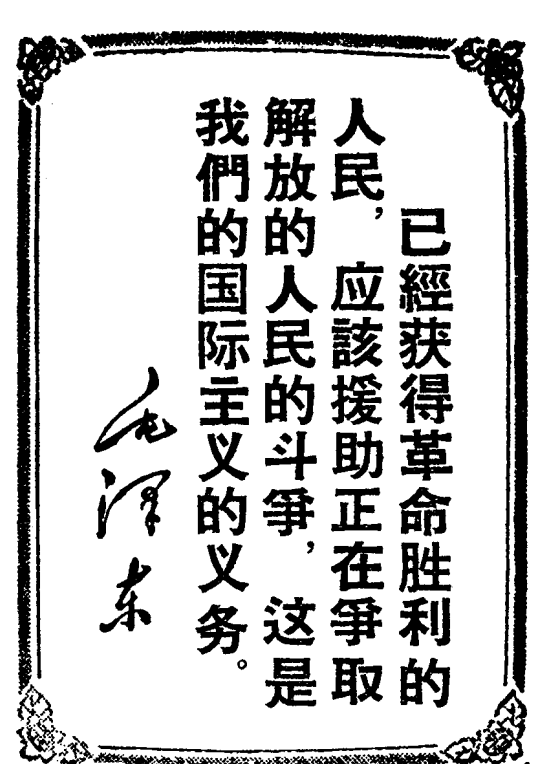 已經获得革命胜利的
人民，应該援助正在爭取
解放的人民的斗爭，这是
我們的国际主义的义务。
毛泽东